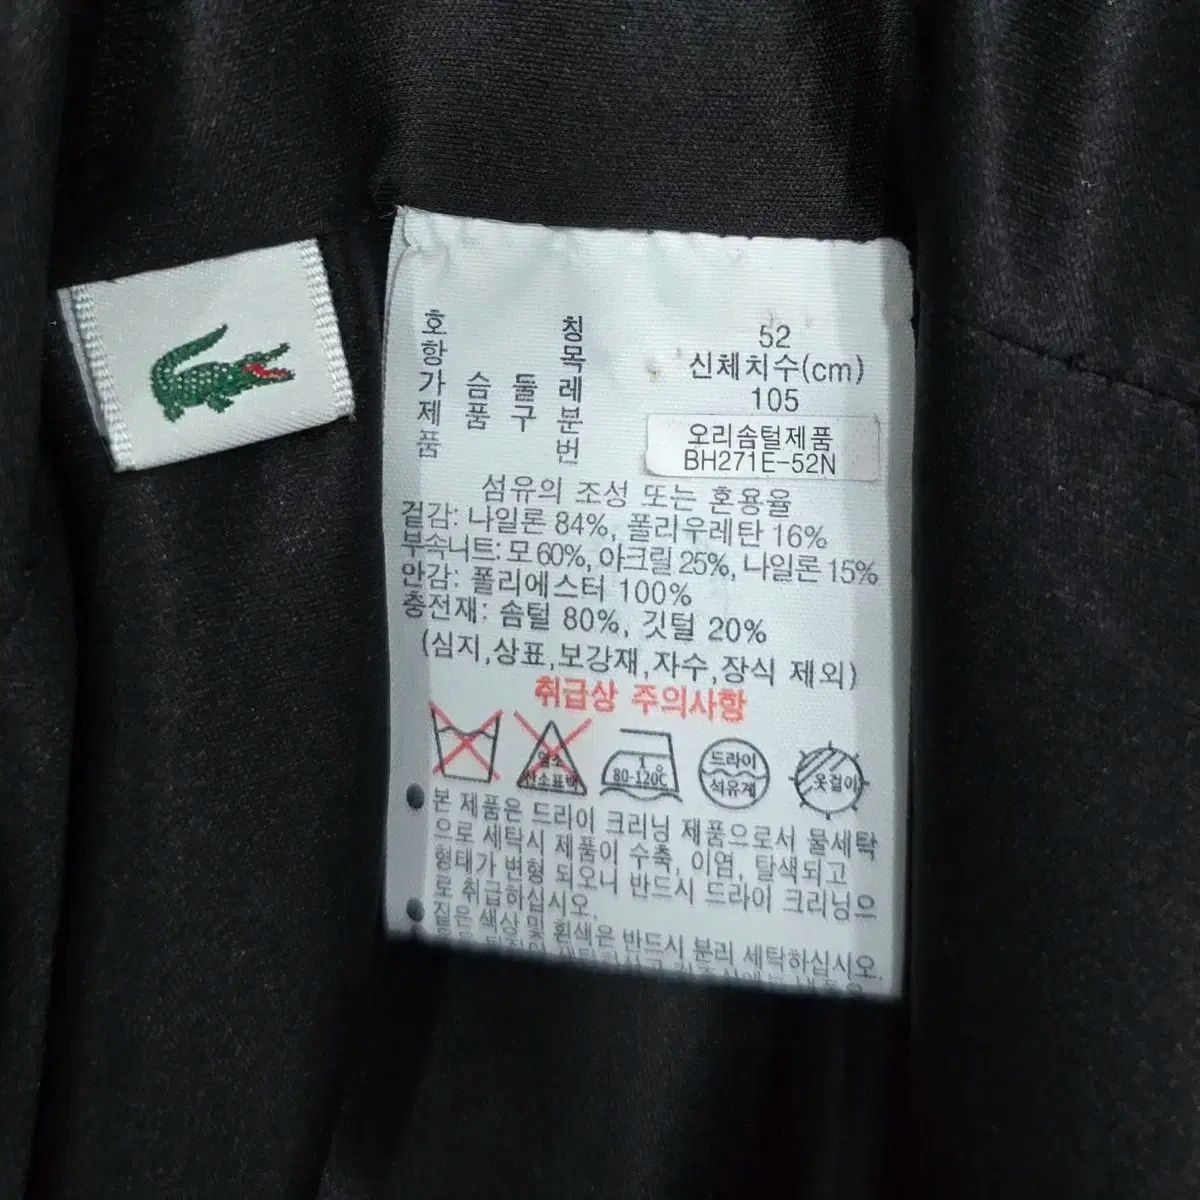 호 칭 52
항 목 신체치수(cm)
가 슴 둘 레 105
제 품 구 분 오리솜털제품
품 번 BH271E-52N
섬유의 조성 또는 혼용율
겉감: 나일론 84%, 폴리우레탄 16%
부속니트: 모 60%, 아크릴 25%, 나일론 15%
안감: 폴리에스터 100%
충전재: 솜털 80%, 깃털 20%
(심지,상표,보강재,자수,장식 제외)
취급상 주의사항
염소 산소표백
80-120℃
드라이 석유계
옷걸이
본 제품은 드라이 크리닝 제품으로서 물세탁
으로 세탁시 제품이 수축, 이염, 탈색되고
형태가 변형 되오니 반드시 드라이 크리닝으
로 취급하십시오.
짙은 색상 및 흰색은 반드시 분리 세탁하십시오.